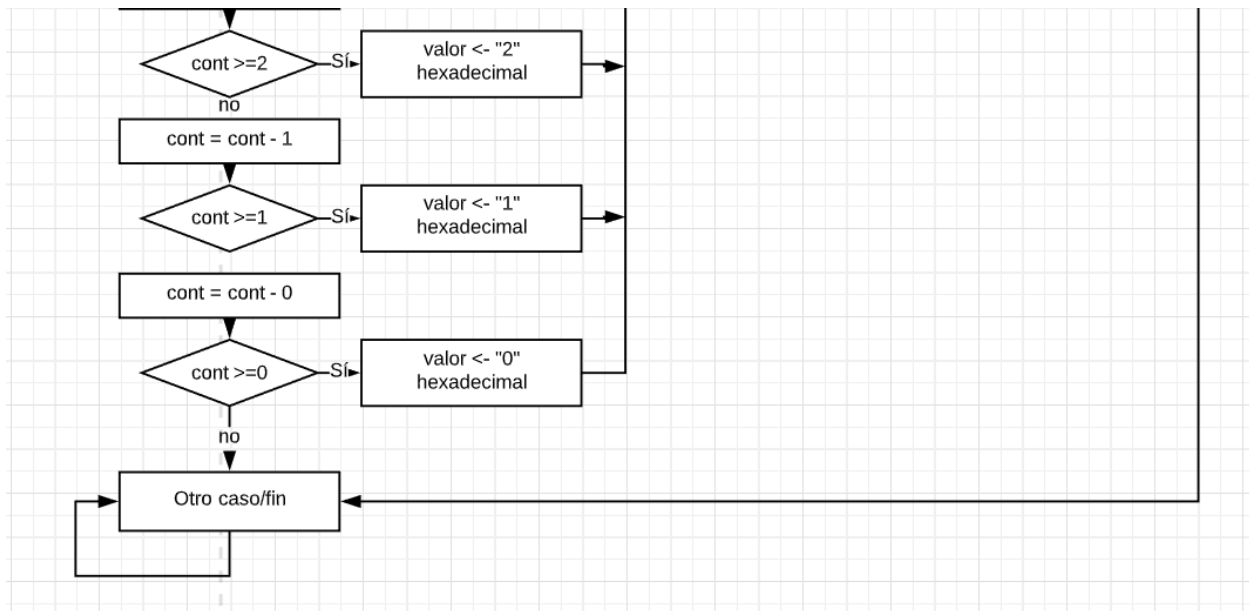 cont >=2
Sí
valor <- "2"
hexadecimal
no
cont = cont - 1
cont >=1
Sí
valor <- "1"
hexadecimal
cont = cont - 0
cont >=0
Sí
valor <- "0"
hexadecimal
no
Otro caso/fin